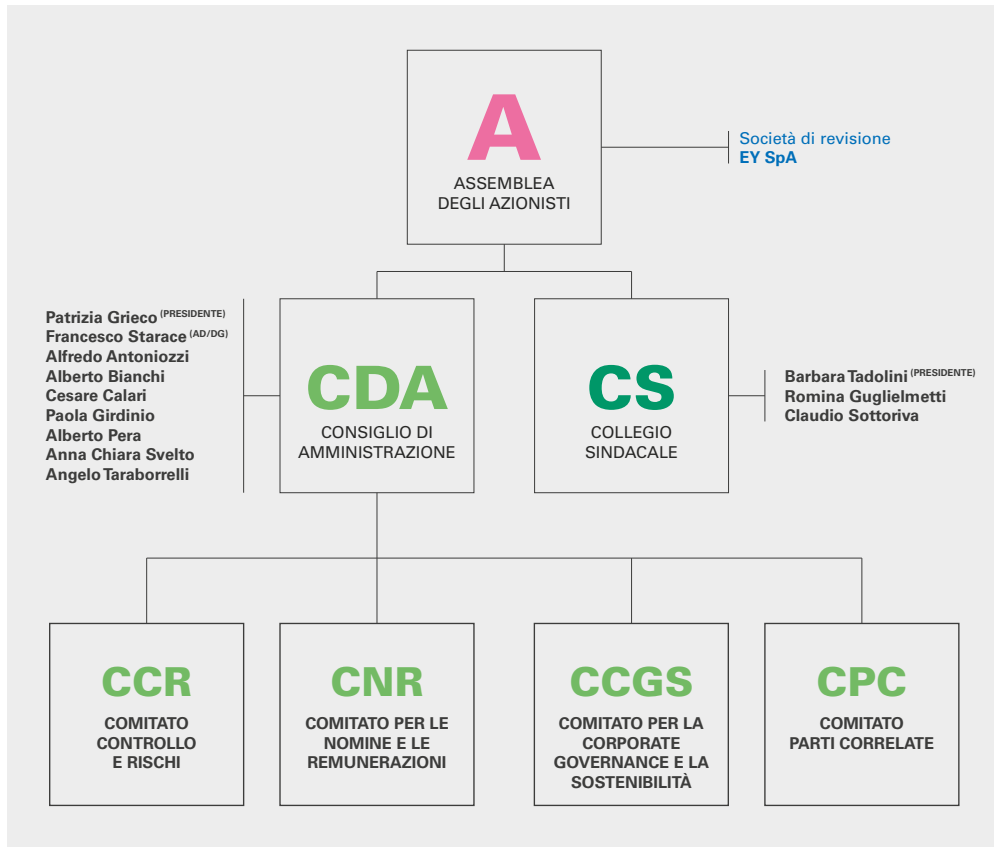 A
ASSEMBLEA
DEGLI AZIONISTI
Società di revisione
EY SpA
Patrizia Grieco (PRESIDENTE)
Francesco Starace (AD/DG)
Alfredo Antoniozzi
Alberto Bianchi
Cesare Calari
Paola Girdinio
Alberto Pera
Anna Chiara Svelto
Angelo Taraborrelli
CDA
CONSIGLIO DI
AMMINISTRAZIONE
CS
COLLEGIO
SINDACALE
Barbara Tadolini (PRESIDENTE)
Romina Guglielmetti
Claudio Sottoriva
CCR
COMITATO
CONTROLLO
E RISCHI
CNR
COMITATO PER LE
NOMINE E LE
REMUNERAZIONI
CCGS
COMITATO PER LA
CORPORATE
GOVERNANCE E LA
SOSTENIBILITÀ
CPC
COMITATO
PARTI CORRELATE